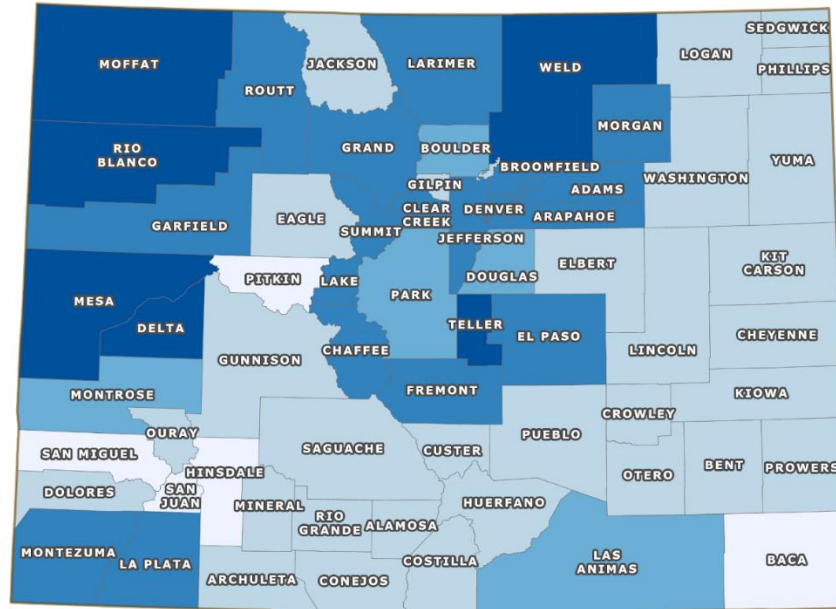 SEDGWICK
LOGAN
PHILLIPS
MOFFAT
JACKSON
LARIMER
WELD
ROUTT
MORGAN
GRAND
BOULDER
RIO
BLANCO
BROOMFIELD
WASHINGTON
YUMA
GILPIN
ADAMS
CLEAR
CREEK
DENVER
ARAPAHOE
GARFIELD
EAGLE
SUMMIT
JEFFERSON
KIT
CARSON
ELBERT
DOUGLAS
PITKIN
LAKE
PARK
MESA
TELLER
EL PASO
DELTA
CHAFFEE
CHEYENNE
GUNNISON
LINCOLN
FREMONT
MONTROSE
KIOWA
CROWLEY
OURAY
PUEBLO
SAGUACHE
CUSTER
SAN MIGUEL
HINSDALE
BENT
PROWERS
OTERO
DOLORES
SAN
JUAN
MINERAL
HUERFANO
RIO
GRANDE
ALAMOSA
MONTEZUMA
LA PLATA
COSTILLA
LAS
ANIMAS
BACA
ARCHULETA
CONEJOS